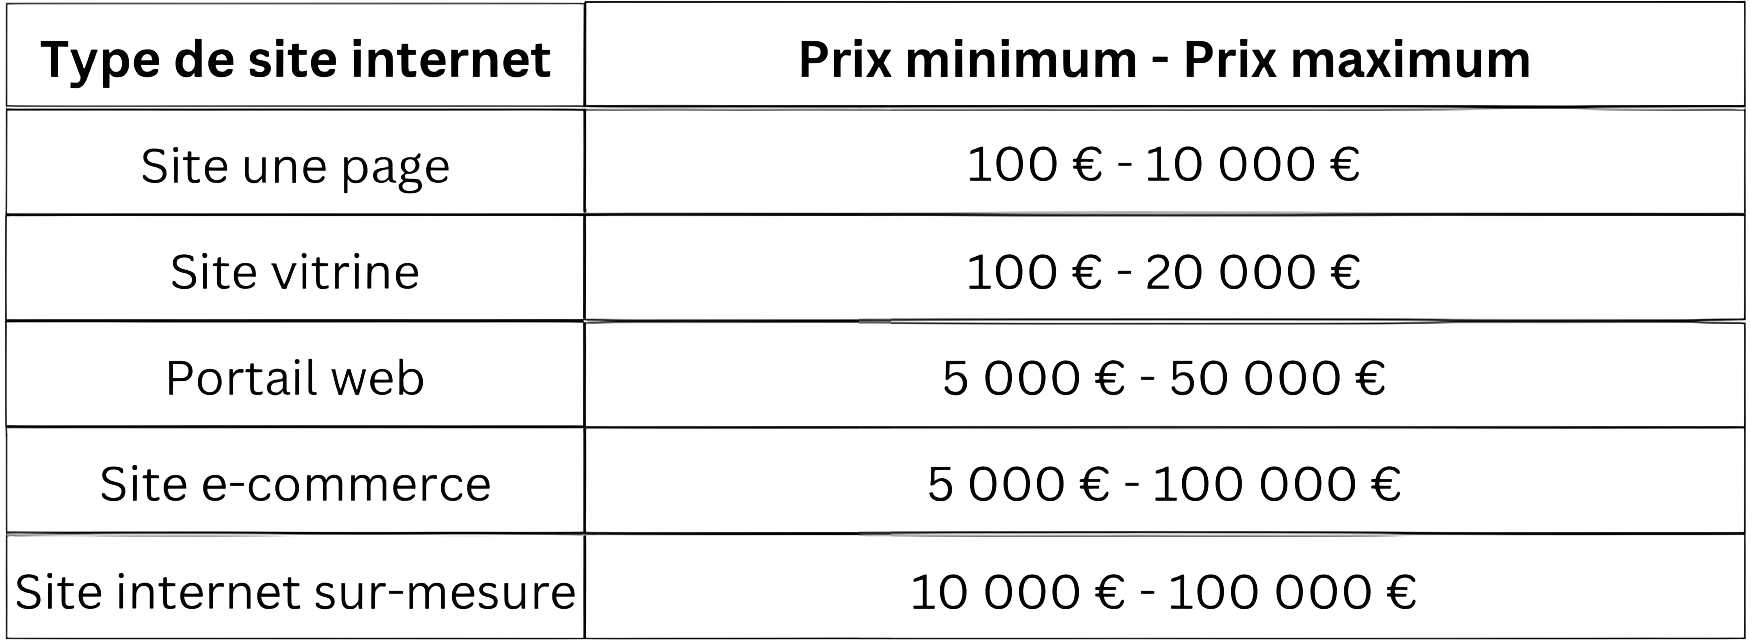 Type de site internet Prix minimum - Prix maximum
Site une page 100 € - 10 000 €
Site vitrine 100 € - 20 000 €
Portail web 5 000 € - 50 000 €
Site e-commerce 5 000 € - 100 000 €
Site internet sur-mesure 10 000 € - 100 000 €